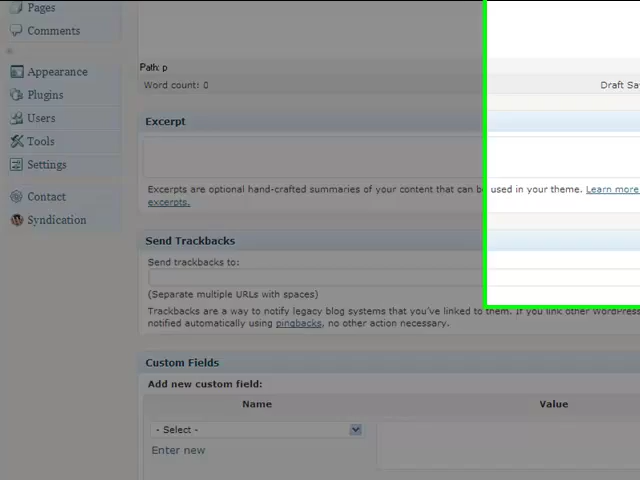 Pages
Comments
Appearance
Plugins
Users
Tools
Settings
Contact
Syndication
Path: p
Word count: 0
Draft Sa
Excerpt
Excerpts are optional hand-crafted summaries of your content that can be used in your theme. Learn more
excerpts.
Send Trackbacks
Send trackbacks to:
(Separate multiple URLs with spaces)
Trackbacks are a way to notify legacy blog systems that you've linked to them. If you link other WordPress
notified automatically using pingbacks, no other action necessary.
Custom Fields
Add new custom field:
Name
Value
- Select -
Enter new